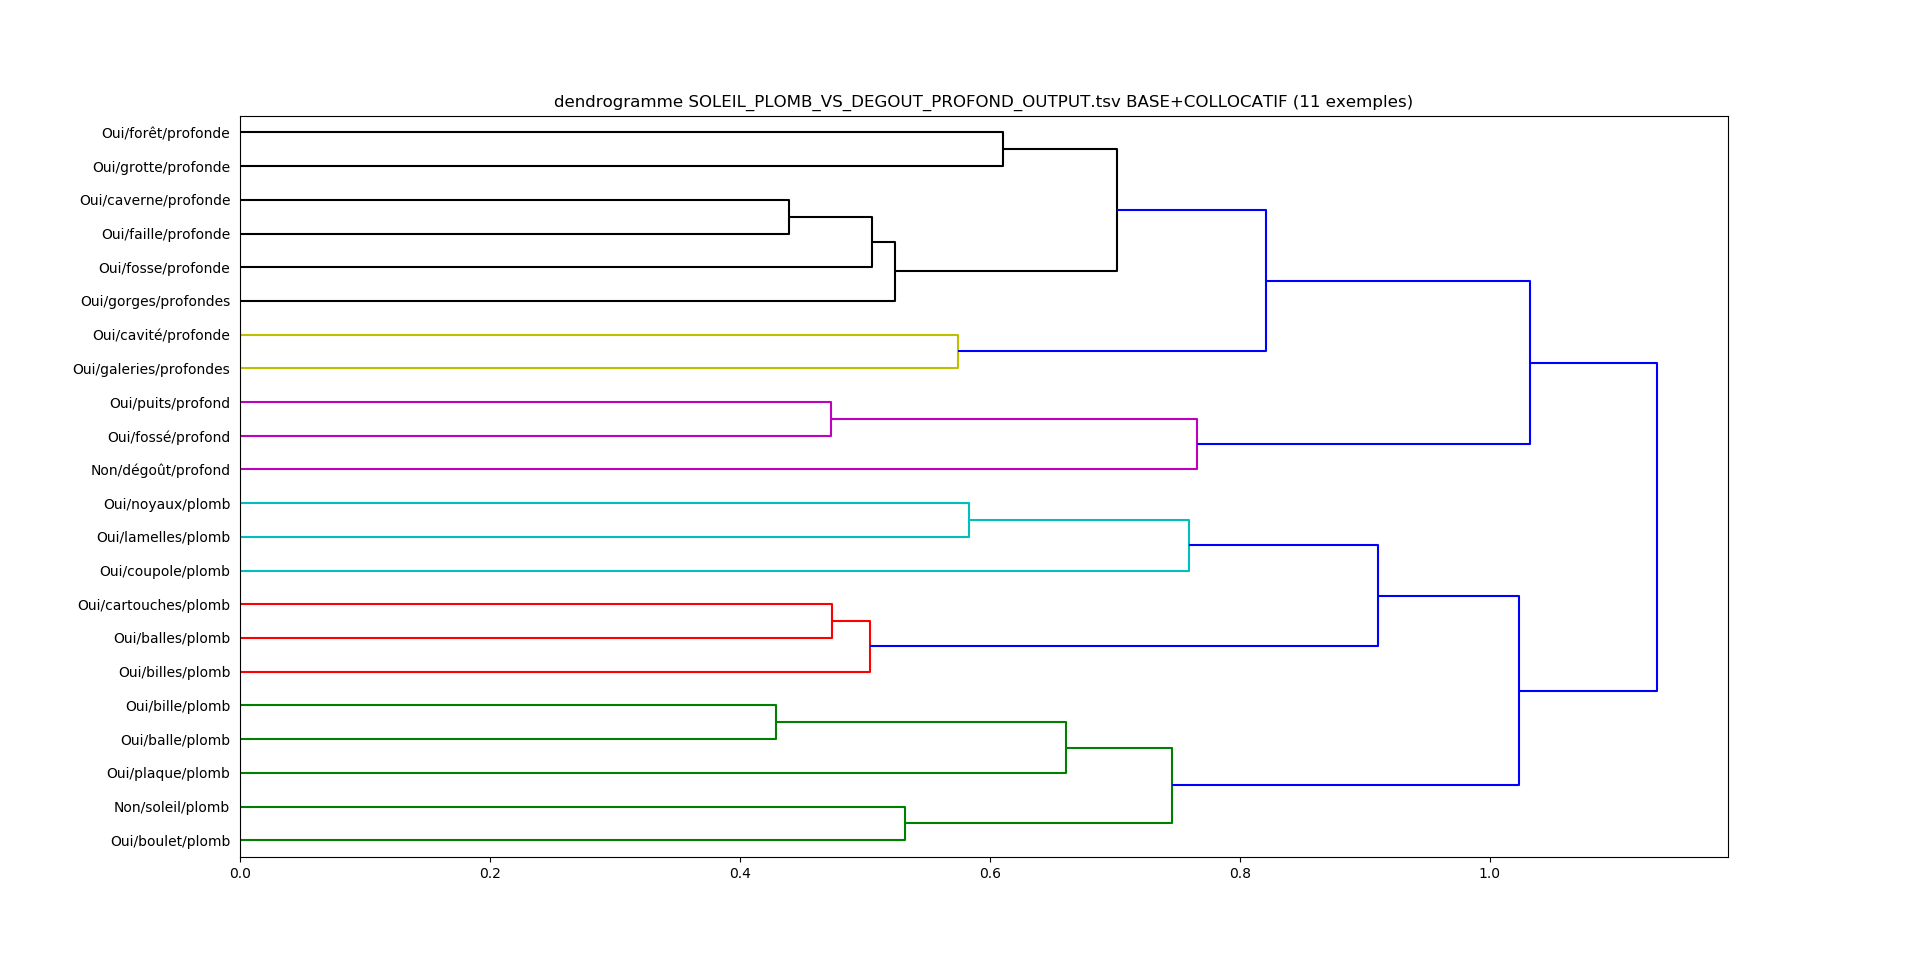 dendrogramme SOLEIL_PLOMB_VS_DEGOUT_PROFOND_OUTPUT.tsv BASE+COLLOCATIF (11 exemples)
Oui/forêt/profonde
Oui/grotte/profonde
Oui/caverne/profonde
Oui/faille/profonde
Oui/fosse/profonde
Oui/gorges/profondes
Oui/cavité/profonde
Oui/galeries/profondes
Oui/puits/profond
Oui/fossé/profond
Non/dégoût/profond
Oui/noyaux/plomb
Oui/lamelles/plomb
Oui/coupole/plomb
Oui/cartouches/plomb
Oui/balles/plomb
Oui/billes/plomb
Oui/bille/plomb
Oui/balle/plomb
Oui/plaque/plomb
Non/soleil/plomb
Oui/boulet/plomb
0.0 0.2 0.4 0.6 0.8 1.0